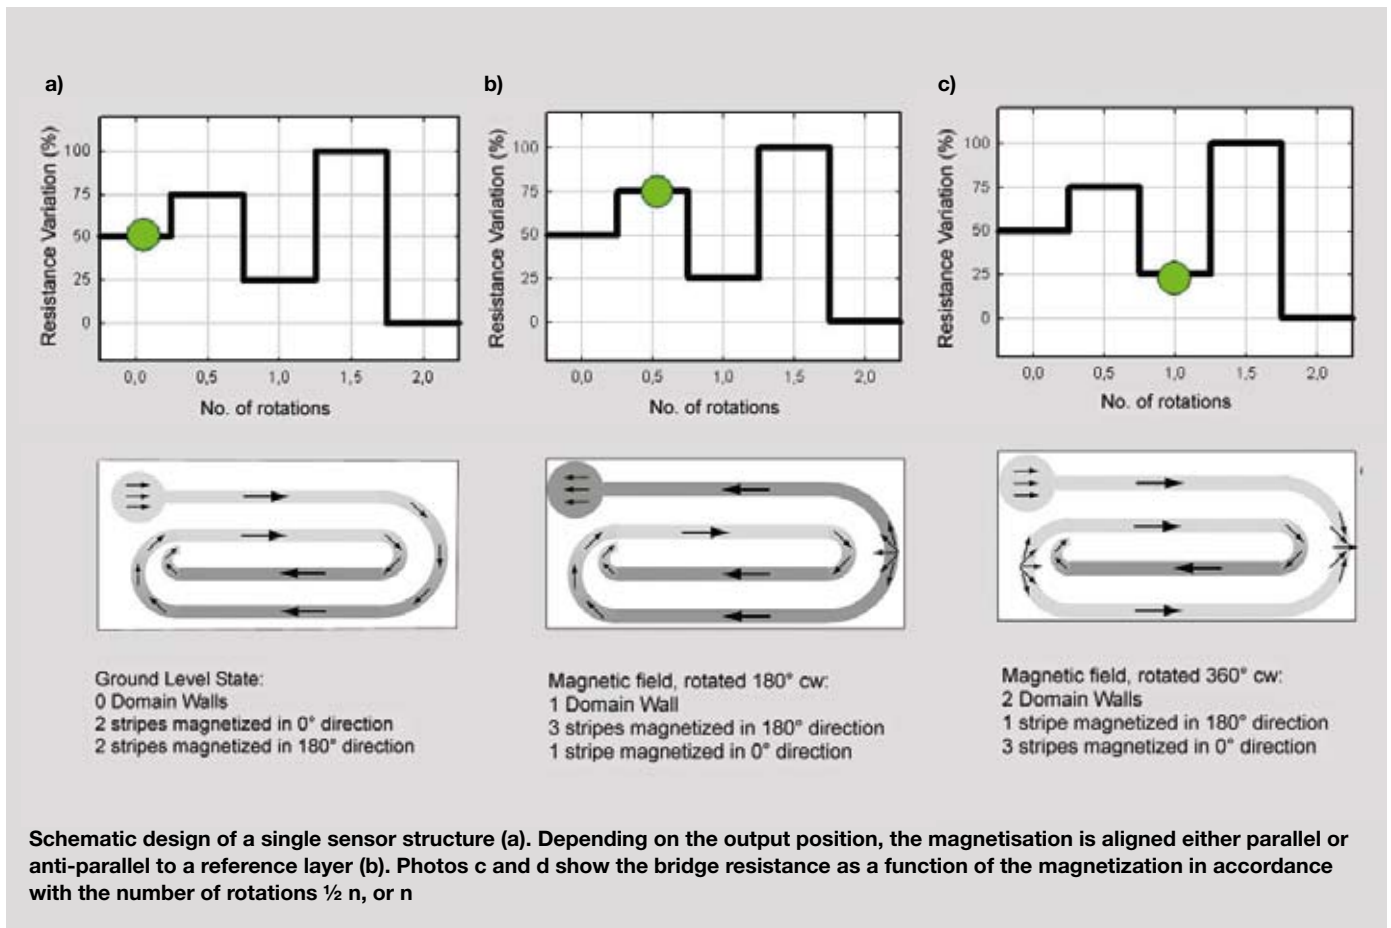 a)
Resistance Variation (%)
100
75
50
25
0
0,0 0,5 1,0 1,5 2,0
No. of rotations
b)
Resistance Variation (%)
100
75
50
25
0
0,0 0,5 1,0 1,5 2,0
No. of rotations
c)
Resistance Variation (%)
100
75
50
25
0
0,0 0,5 1,0 1,5 2,0
No. of rotations
Ground Level State:
0 Domain Walls
2 stripes magnetized in 0° direction
2 stripes magnetized in 180° direction
Magnetic field, rotated 180° cw:
1 Domain Wall
3 stripes magnetized in 180° direction
1 stripe magnetized in 0° direction
Magnetic field, rotated 360° cw:
2 Domain Walls
1 stripe magnetized in 180° direction
3 stripes magnetized in 0° direction
Schematic design of a single sensor structure (a). Depending on the output position, the magnetisation is aligned either parallel or
anti-parallel to a reference layer (b). Photos c and d show the bridge resistance as a function of the magnetization in accordance
with the number of rotations ½ n, or n